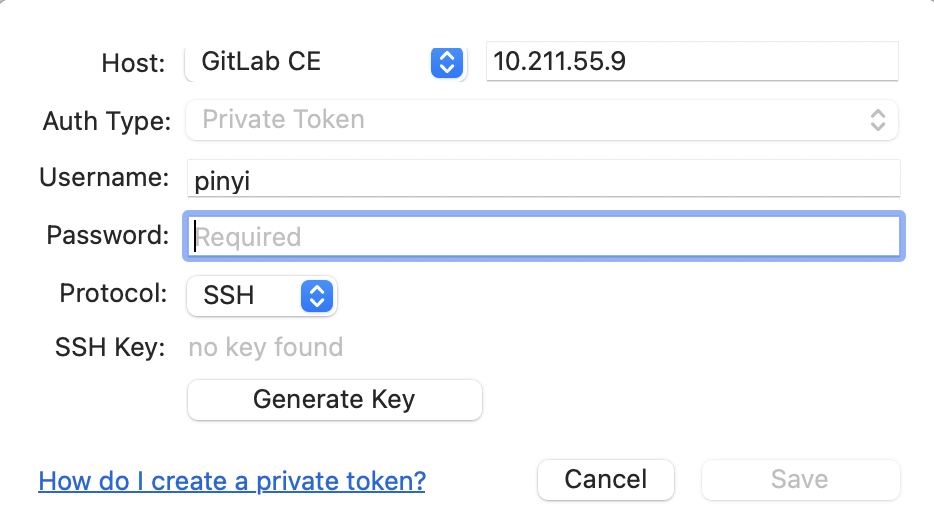 Host: GitLab CE 10.211.55.9
Auth Type: Private Token
Username: pinyi
Password: Required
Protocol: SSH
SSH Key: no key found
Generate Key
How do I create a private token? Cancel Save